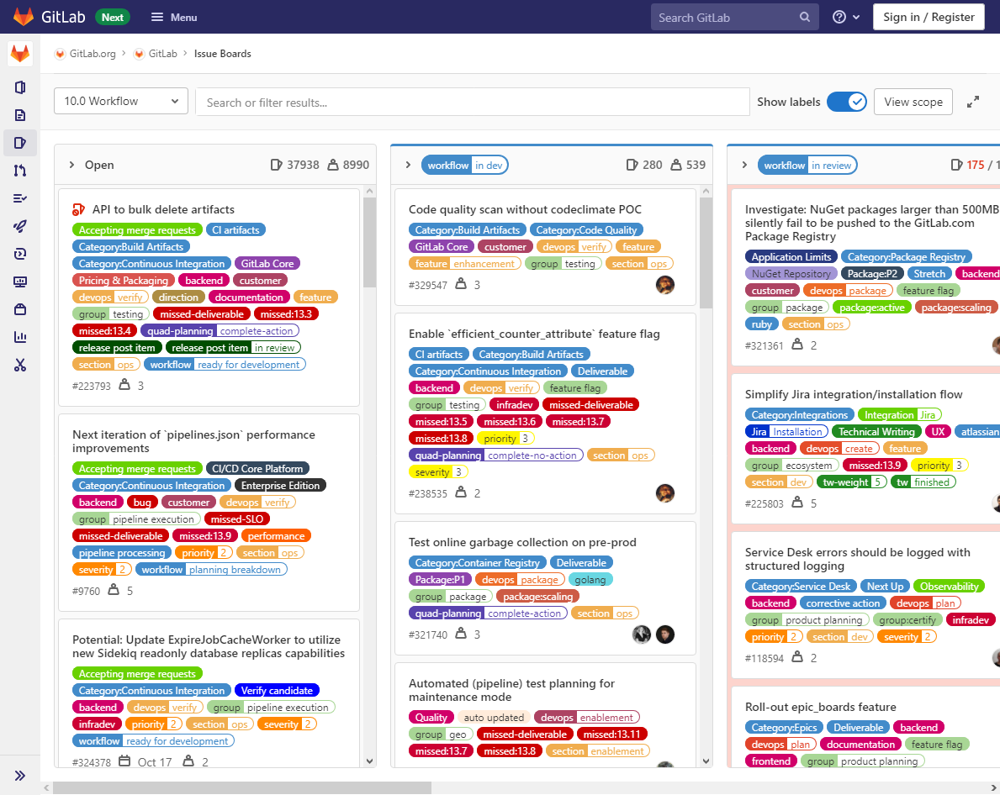 GitLab Next Menu Search GitLab Sign in / Register
GitLab.org GitLab Issue Boards
10.0 Workflow Search or filter results... Show labels View scope
Open 37938 8990
API to bulk delete artifacts
Accepting merge requests CI artifacts
Category:Build Artifacts
Category:Continuous Integration GitLab Core
Pricing & Packaging backend customer
devops verify direction documentation feature
group testing missed-deliverable missed:13.3
missed:13.4 quad-planning complete-action
release post item release post item in review
section ops workflow ready for development
#223793 3
Next iteration of `pipelines.json` performance
improvements
Accepting merge requests CI/CD Core Platform
Category:Continuous Integration Enterprise Edition
backend bug customer devops verify
group pipeline execution missed-SLO
missed-deliverable missed:13.9 performance
pipeline processing priority 2 section ops
severity 2 workflow planning breakdown
#9760 5
Potential: Update ExpireJobCacheWorker to utilize
new Sidekiq readonly database replicas capabilities
Accepting merge requests
Category:Continuous Integration Verify candidate
backend devops verify group pipeline execution
infradev priority 2 section ops severity 2
workflow ready for development
#324378 Oct 17 2
workflow in dev 280 539
Code quality scan without codeclimate POC
Category:Build Artifacts Category:Code Quality
GitLab Core customer devops verify feature
feature enhancement group testing section ops
#329547 3
Enable `efficient_counter_attribute` feature flag
CI artifacts Category:Build Artifacts
Category:Continuous Integration Deliverable
backend devops verify feature flag
group testing infradev missed-deliverable
missed:13.5 missed:13.6 missed:13.7
missed:13.8 priority 3
quad-planning complete-no-action section ops
severity 3
#238535 2
Test online garbage collection on pre-prod
Category:Container Registry Deliverable
Package:P1 devops package golang
group package package:scaling
quad-planning complete-action section ops
#321740 3
Automated (pipeline) test planning for
maintenance mode
Quality auto updated devops enablement
group geo missed-deliverable missed:13.11
missed:13.7 missed:13.8 section enablement
workflow in review 175 / 1
Investigate: NuGet packages larger than 500MB
silently fail to be pushed to the GitLab.com
Package Registry
Application Limits Category:Package Registry
NuGet Repository Package:P2 Stretch backend
customer devops package feature flag
group package package:active package:scaling
ruby section ops
#321361 2
Simplify Jira integration/installation flow
Category:Integrations Integration Jira
Jira Installation Technical Writing UX atlassian
backend devops create feature
group ecosystem missed:13.9 priority 3
section dev tw-weight 5 tw finished
#225803 5
Service Desk errors should be logged with
structured logging
Category:Service Desk Next Up Observability
backend corrective action devops plan
group product planning group:certify infradev
priority 2 section dev severity 2
#118594 2
Roll-out epic_boards feature
Category:Epics Deliverable backend
devops plan documentation feature flag
frontend group product planning